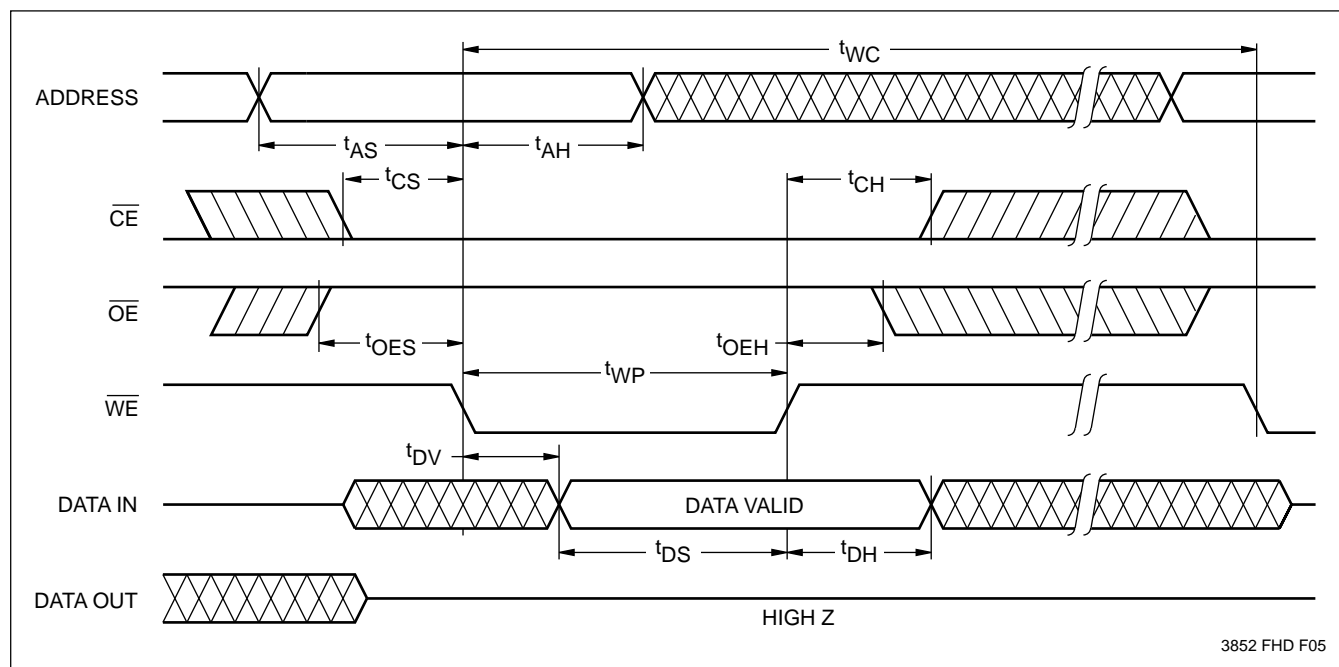 tWC
ADDRESS
tAS
tAH
tCS
tCH
CE
OE
tOES
tOEH
tWP
WE
tDV
DATA IN
DATA VALID
tDS
tDH
DATA OUT
HIGH Z
3852 FHD F05